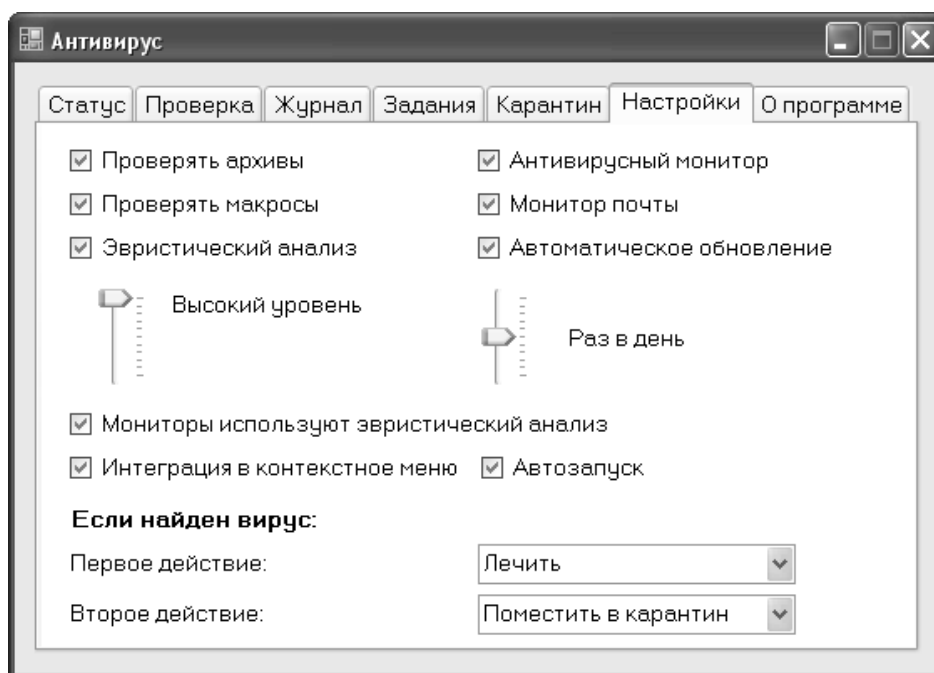 Антивирус
Статус Проверка Журнал Задания Карантин Настройки О программе
Проверять архивы Антивирусный монитор
Проверять макросы Монитор почты
Эвристический анализ Автоматическое обновление
Высокий уровень
Раз в день
Мониторы используют эвристический анализ
Интеграция в контекстное меню Автозапуск
Если найден вирус:
Первое действие: Лечить
Второе действие: Поместить в карантин